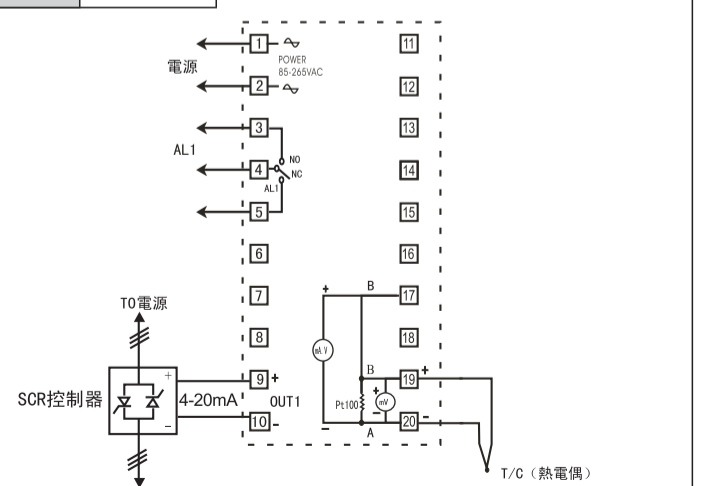 1
11
電源
POWER
85-265VAC
2
12
3
13
AL1
NO
4
NC
14
AL1
5
15
6
16
+
B
7
17
TO電源
8
mA.V
18
+
9
+
B
19
+
SCR控制器
4-20mA
OUT1
Pt100
+
mV
-
-
10
-
-
A
20
-
T/C（熱電偶）